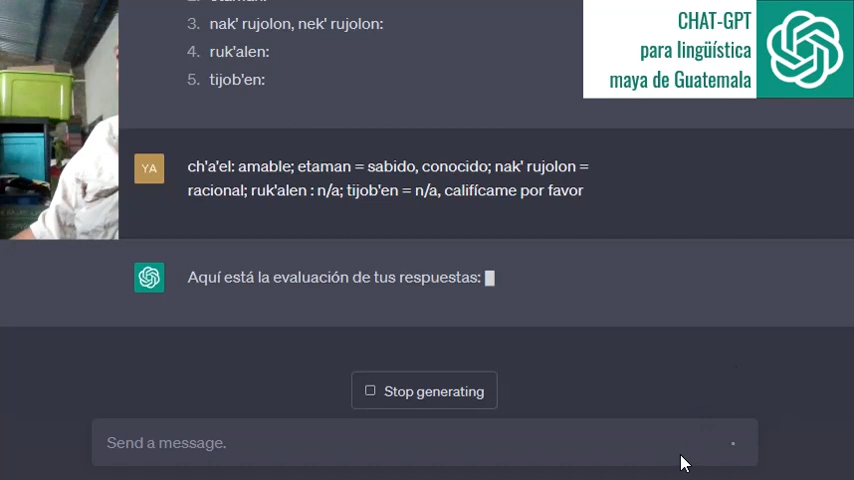 3. nak' rujolon, nek' rujolon:
4. ruk'alen:
5. tijob'en:
CHAT-GPT
para lingüística
maya de Guatemala
YA
ch'a'el: amable; etaman = sabido, conocido; nak' rujolon =
racional; ruk'alen : n/a; tijob'en = n/a, califícame por favor
Aquí está la evaluación de tus respuestas:
Stop generating
Send a message.